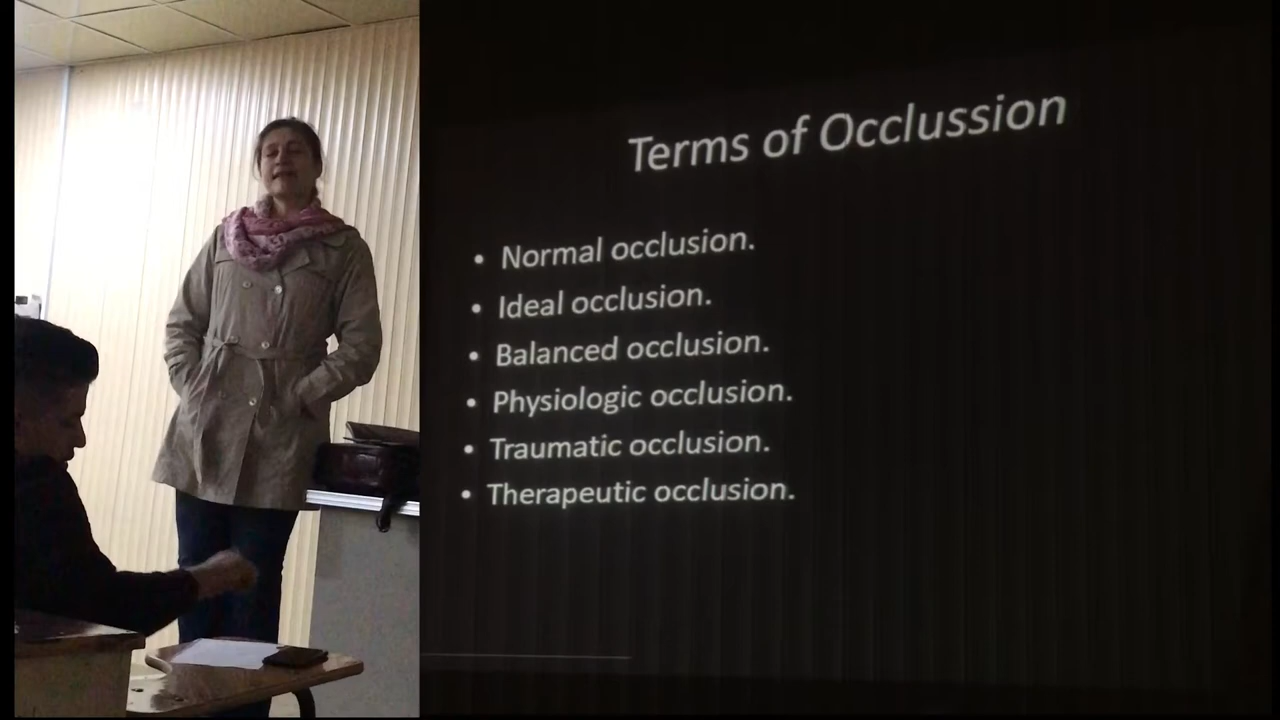 Terms of Occlussion
• Normal occlusion.
• Ideal occlusion.
• Balanced occlusion.
• Physiologic occlusion.
• Traumatic occlusion.
• Therapeutic occlusion.